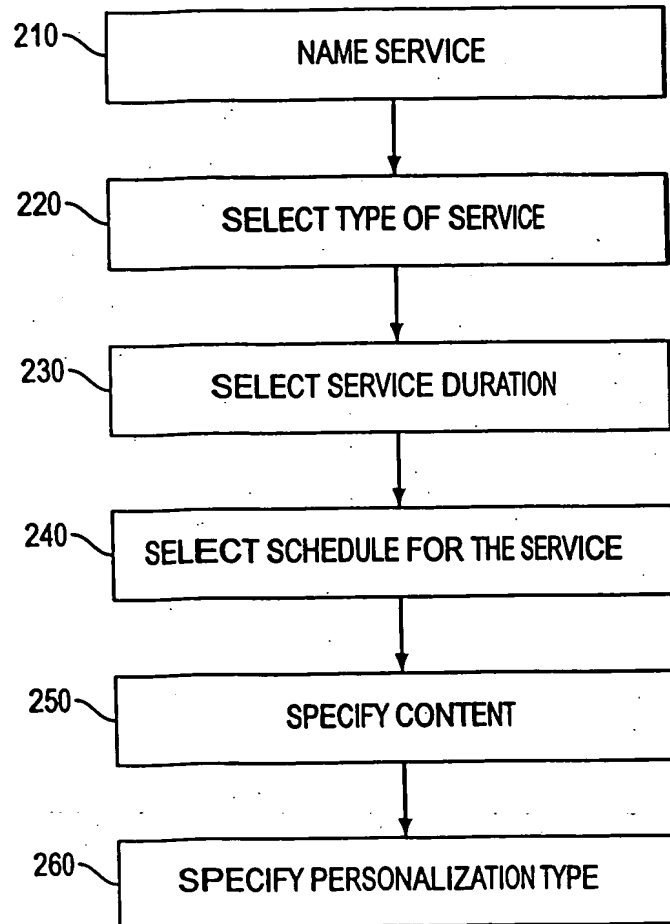 210
NAME SERVICE
220
SELECT TYPE OF SERVICE
230
SELECT SERVICE DURATION
240
SELECT SCHEDULE FOR THE SERVICE
250
SPECIFY CONTENT
260
SPECIFY PERSONALIZATION TYPE